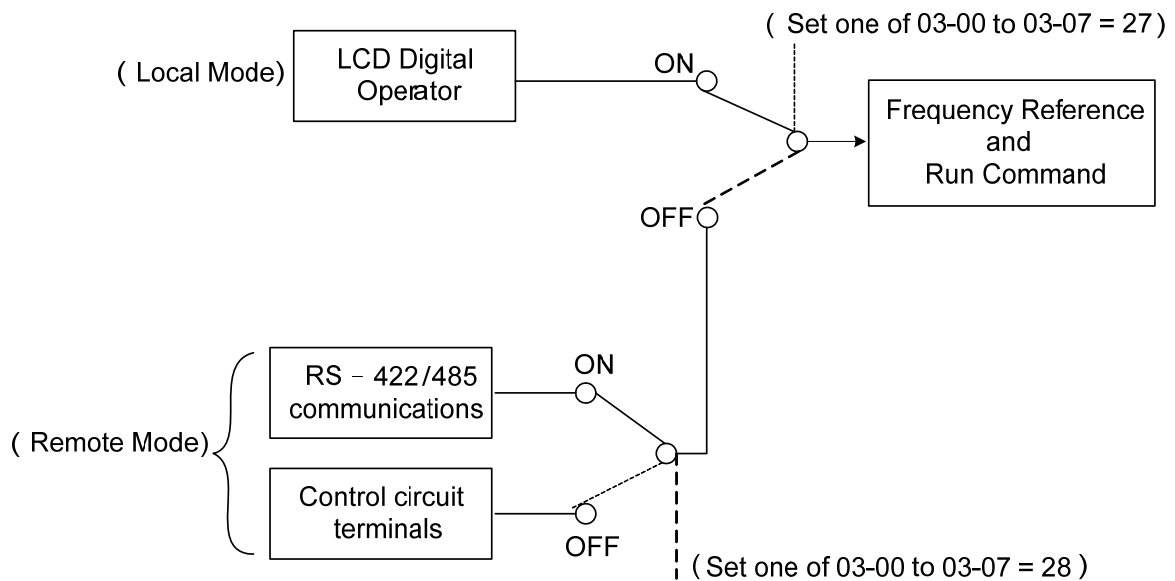 ( Set one of 03-00 to 03-07 = 27)
( Local Mode)
LCD Digital
Operator
ON
Frequency Reference
and
Run Command
OFF
RS – 422/485
communications
ON
( Remote Mode)
Control circuit
terminals
OFF
(Set one of 03-00 to 03-07 = 28)